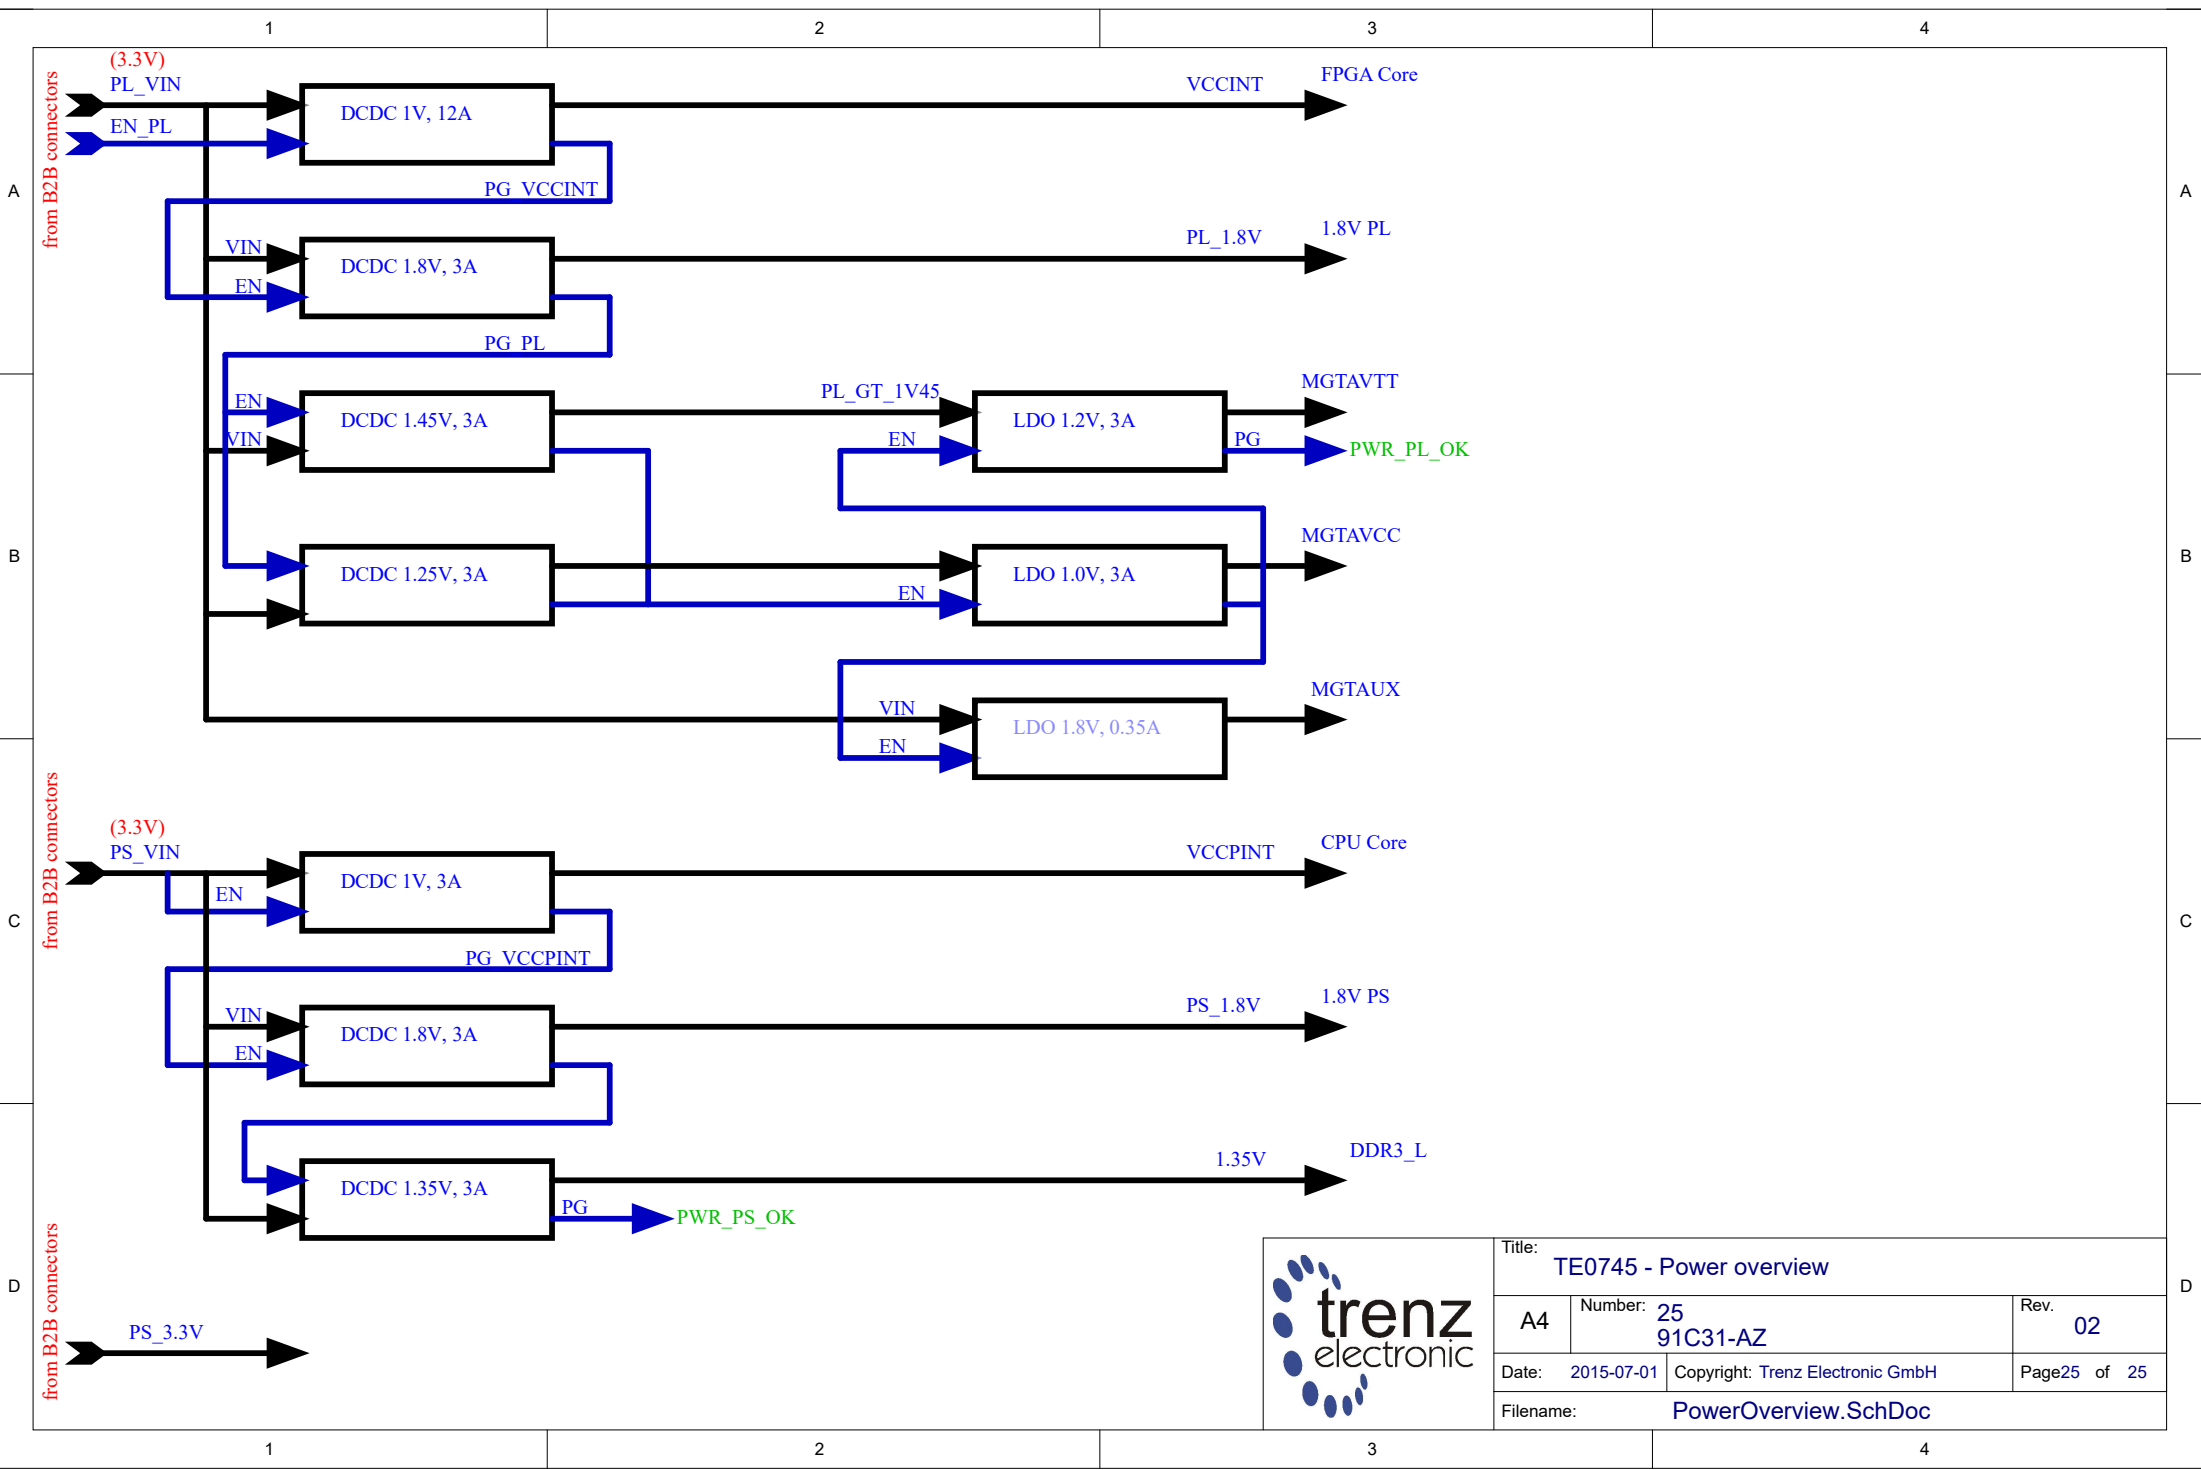 1 2 3 4
(3.3V)
PL_VIN
EN_PL
from B2B connectors
DCDC 1V, 12A
VCCINT
FPGA Core
A
A
PG_VCCINT
VIN
EN
DCDC 1.8V, 3A
PL_1.8V
1.8V PL
PG_PL
EN
VIN
DCDC 1.45V, 3A
PL_GT_1V45
EN
LDO 1.2V, 3A
MGTAVTT
PG
PWR_PL_OK
B
B
DCDC 1.25V, 3A
EN
LDO 1.0V, 3A
MGTAVCC
VIN
EN
LDO 1.8V, 0.35A
MGTAUX
from B2B connectors
(3.3V)
PS_VIN
EN
DCDC 1V, 3A
VCCPINT
CPU Core
C
C
PG_VCCPINT
VIN
EN
DCDC 1.8V, 3A
PS_1.8V
1.8V PS
DCDC 1.35V, 3A
1.35V
DDR3_L
PG
PWR_PS_OK
D
D
from B2B connectors
PS_3.3V
trenz
electronic
Title:
TE0745 - Power overview
A4
Number: 25
91C31-AZ
Rev.
02
Date: 2015-07-01
Copyright: Trenz Electronic GmbH
Page25 of 25
Filename:
PowerOverview.SchDoc
1 2 3 4